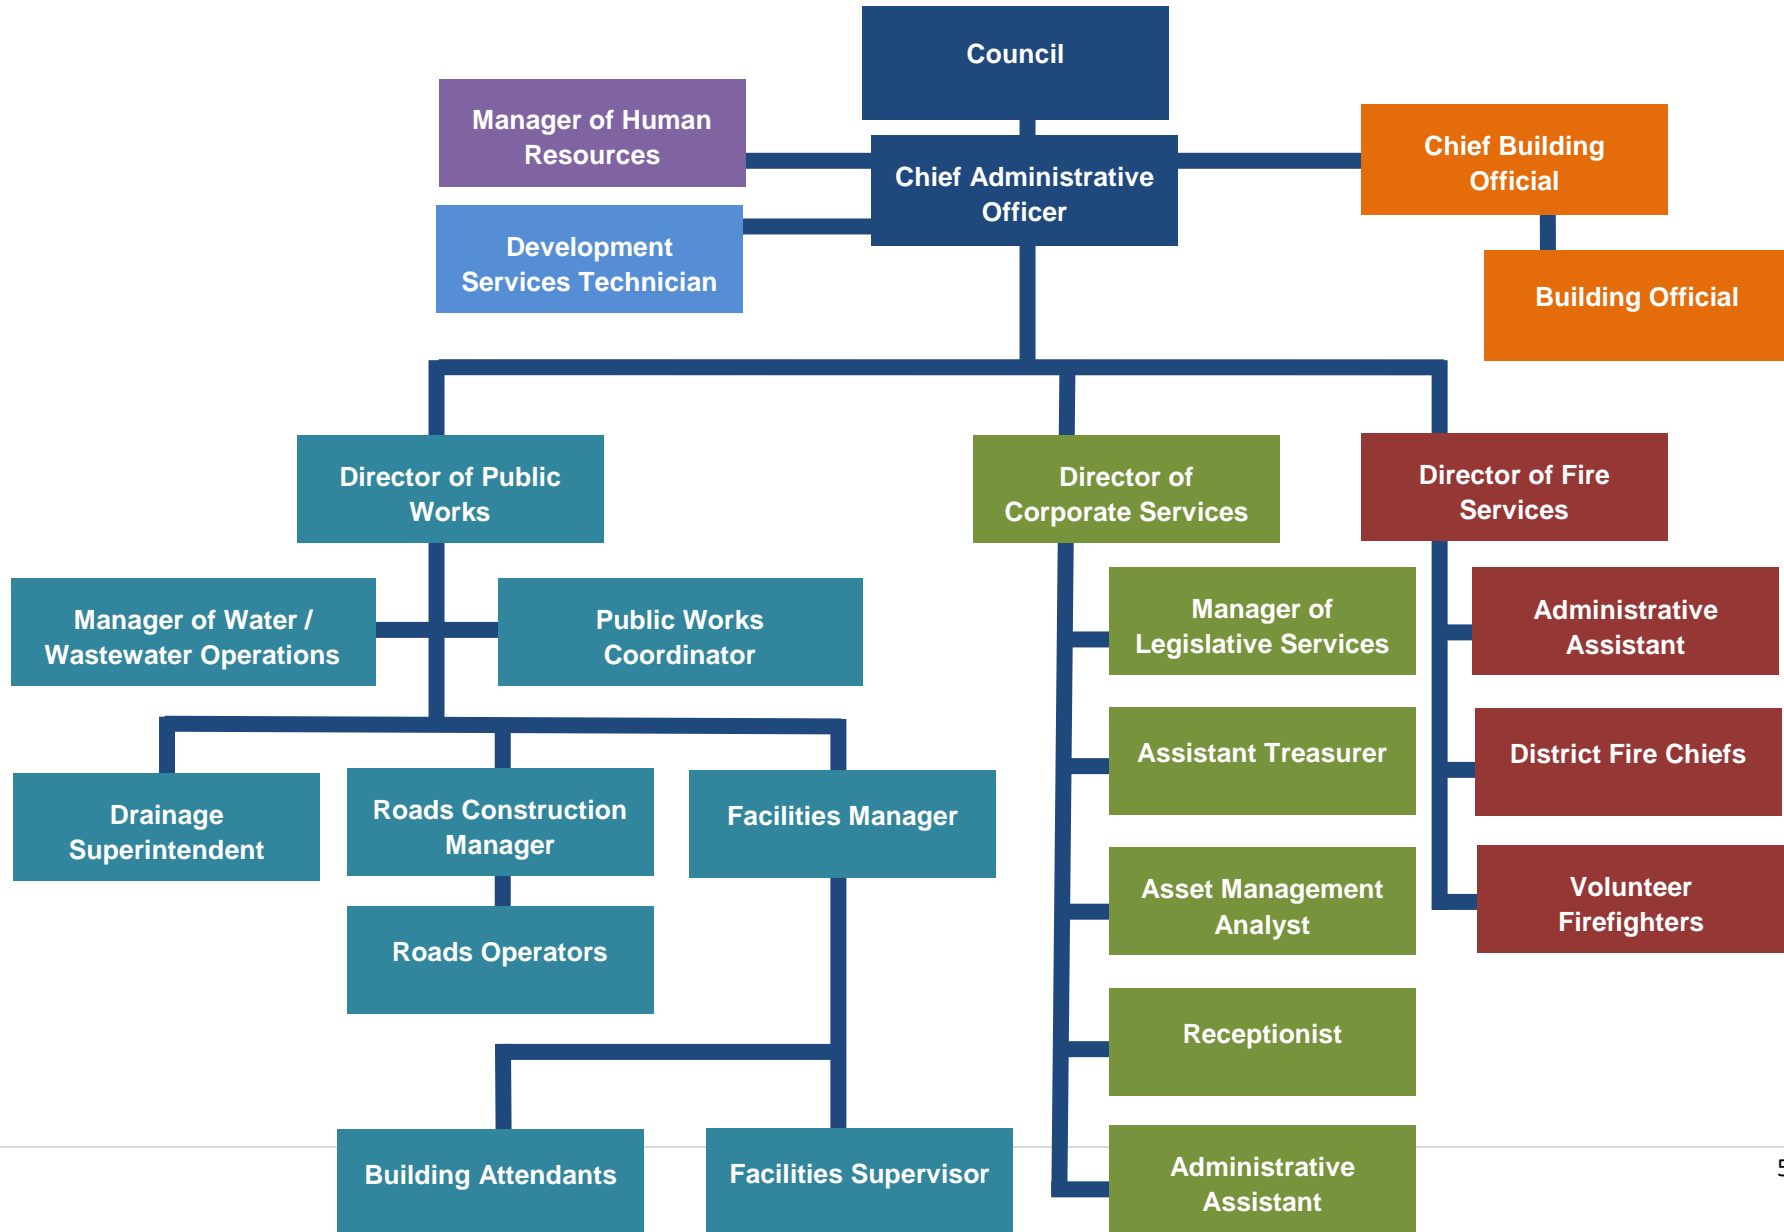 Council
Manager of Human
Resources
Chief Administrative
Officer
Chief Building
Official
Development
Services Technician
Building Official
Director of Public
Works
Director of
Corporate Services
Director of Fire
Services
Manager of Water /
Wastewater Operations
Public Works
Coordinator
Manager of
Legislative Services
Administrative
Assistant
Drainage
Superintendent
Roads Construction
Manager
Facilities Manager
Assistant Treasurer
District Fire Chiefs
Roads Operators
Asset Management
Analyst
Volunteer
Firefighters
Receptionist
Building Attendants
Facilities Supervisor
Administrative
Assistant
5